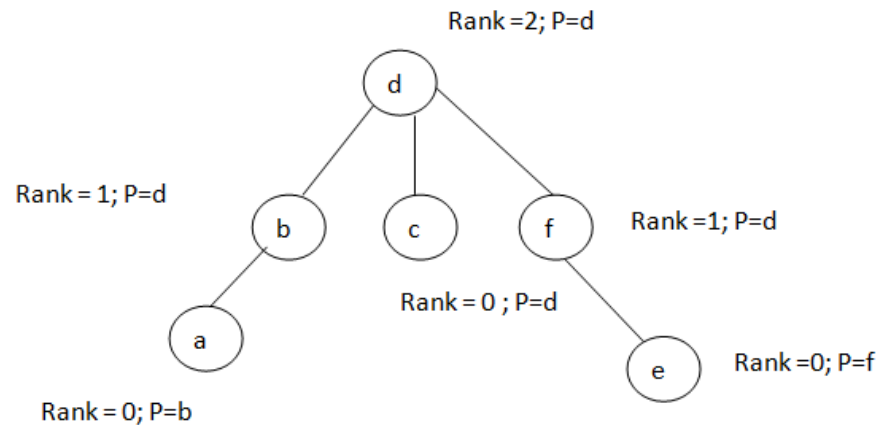 Rank =2; P=d
d
Rank = 1; P=d
b
c
f
Rank =1; P=d
Rank = 0 ; P=d
a
e
Rank =0; P=f
Rank = 0; P=b